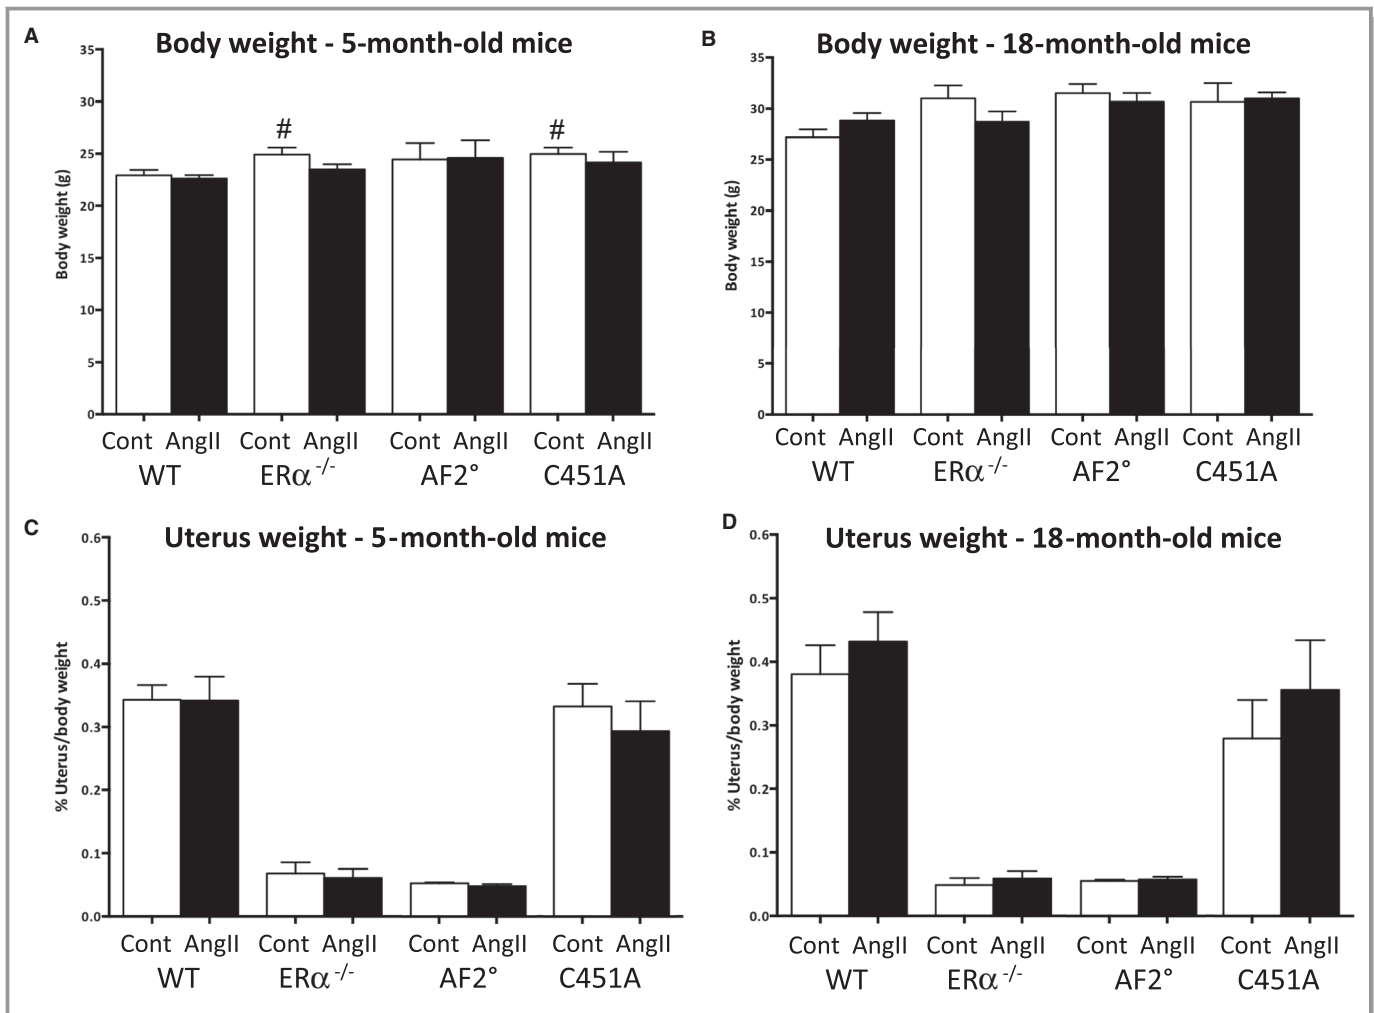 A
Body weight - 5-month-old mice
Body weight (g)
35
30
25
20
15
10
5
0
#
#
Cont AngII Cont AngII Cont AngII Cont AngII
WT ERα -/- AF2° C451A
B
Body weight - 18-month-old mice
Body weight (g)
35
30
25
20
15
10
5
0
Cont AngII Cont AngII Cont AngII Cont AngII
WT ERα -/- AF2° C451A
C
Uterus weight - 5-month-old mice
% Uterus/body weight
0.6
0.5
0.4
0.3
0.2
0.1
0.0
Cont AngII Cont AngII Cont AngII Cont AngII
WT ERα -/- AF2° C451A
D
Uterus weight - 18-month-old mice
% Uterus/body weight
0.6
0.5
0.4
0.3
0.2
0.1
0.0
Cont AngII Cont AngII Cont AngII Cont AngII
WT ERα -/- AF2° C451A